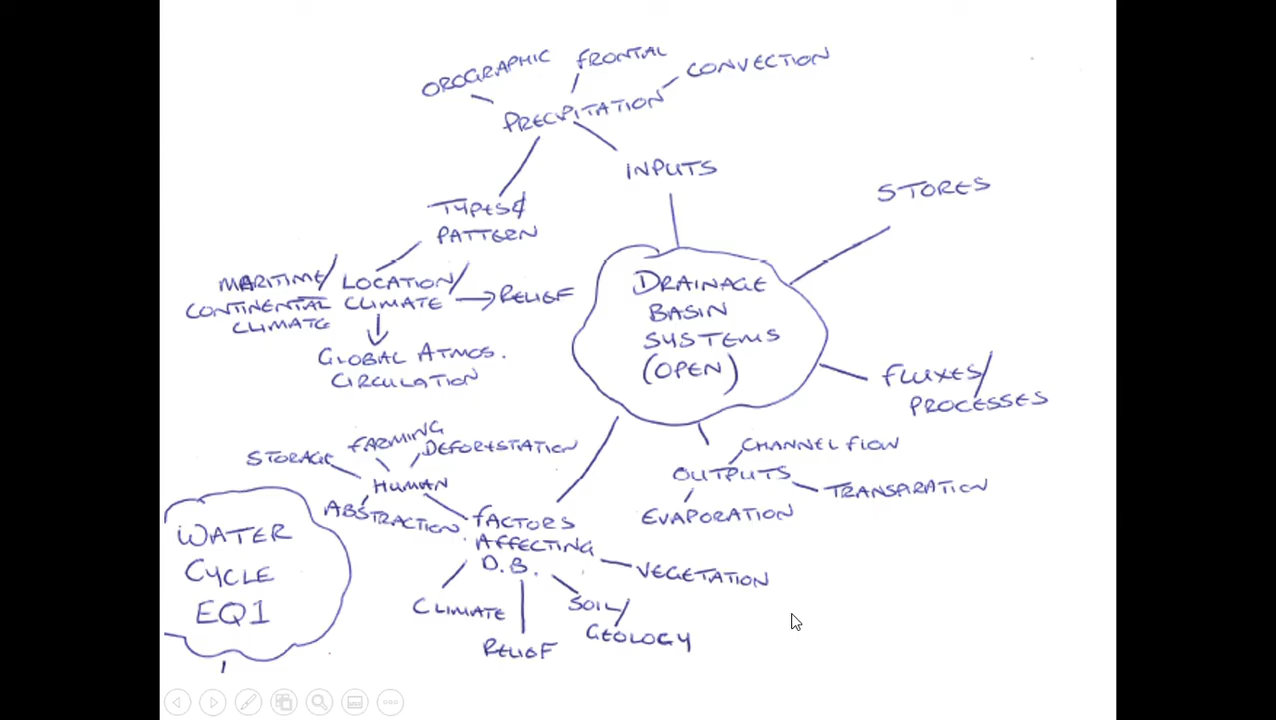 OROGRAPHIC
FRONTAL
CONVECTION
PRECIPITATION
INPUTS
STORES
TYPES &
PATTERN
MARITIME/
CONTINENTAL
CLIMATE
LOCATION/
CLIMATE
RELIEF
GLOBAL ATMOS.
CIRCULATION
DRAINAGE
BASIN
SYSTEMS
(OPEN)
FLUXES/
PROCESSES
CHANNEL FLOW
OUTPUTS
TRANSPIRATION
EVAPORATION
STORAGE
FARMING
DEFORESTATION
HUMAN
ABSTRACTION
FACTORS
AFFECTING
D.B.
VEGETATION
CLIMATE
RELIEF
SOIL/
GEOLOGY
WATER
CYCLE
EQ1